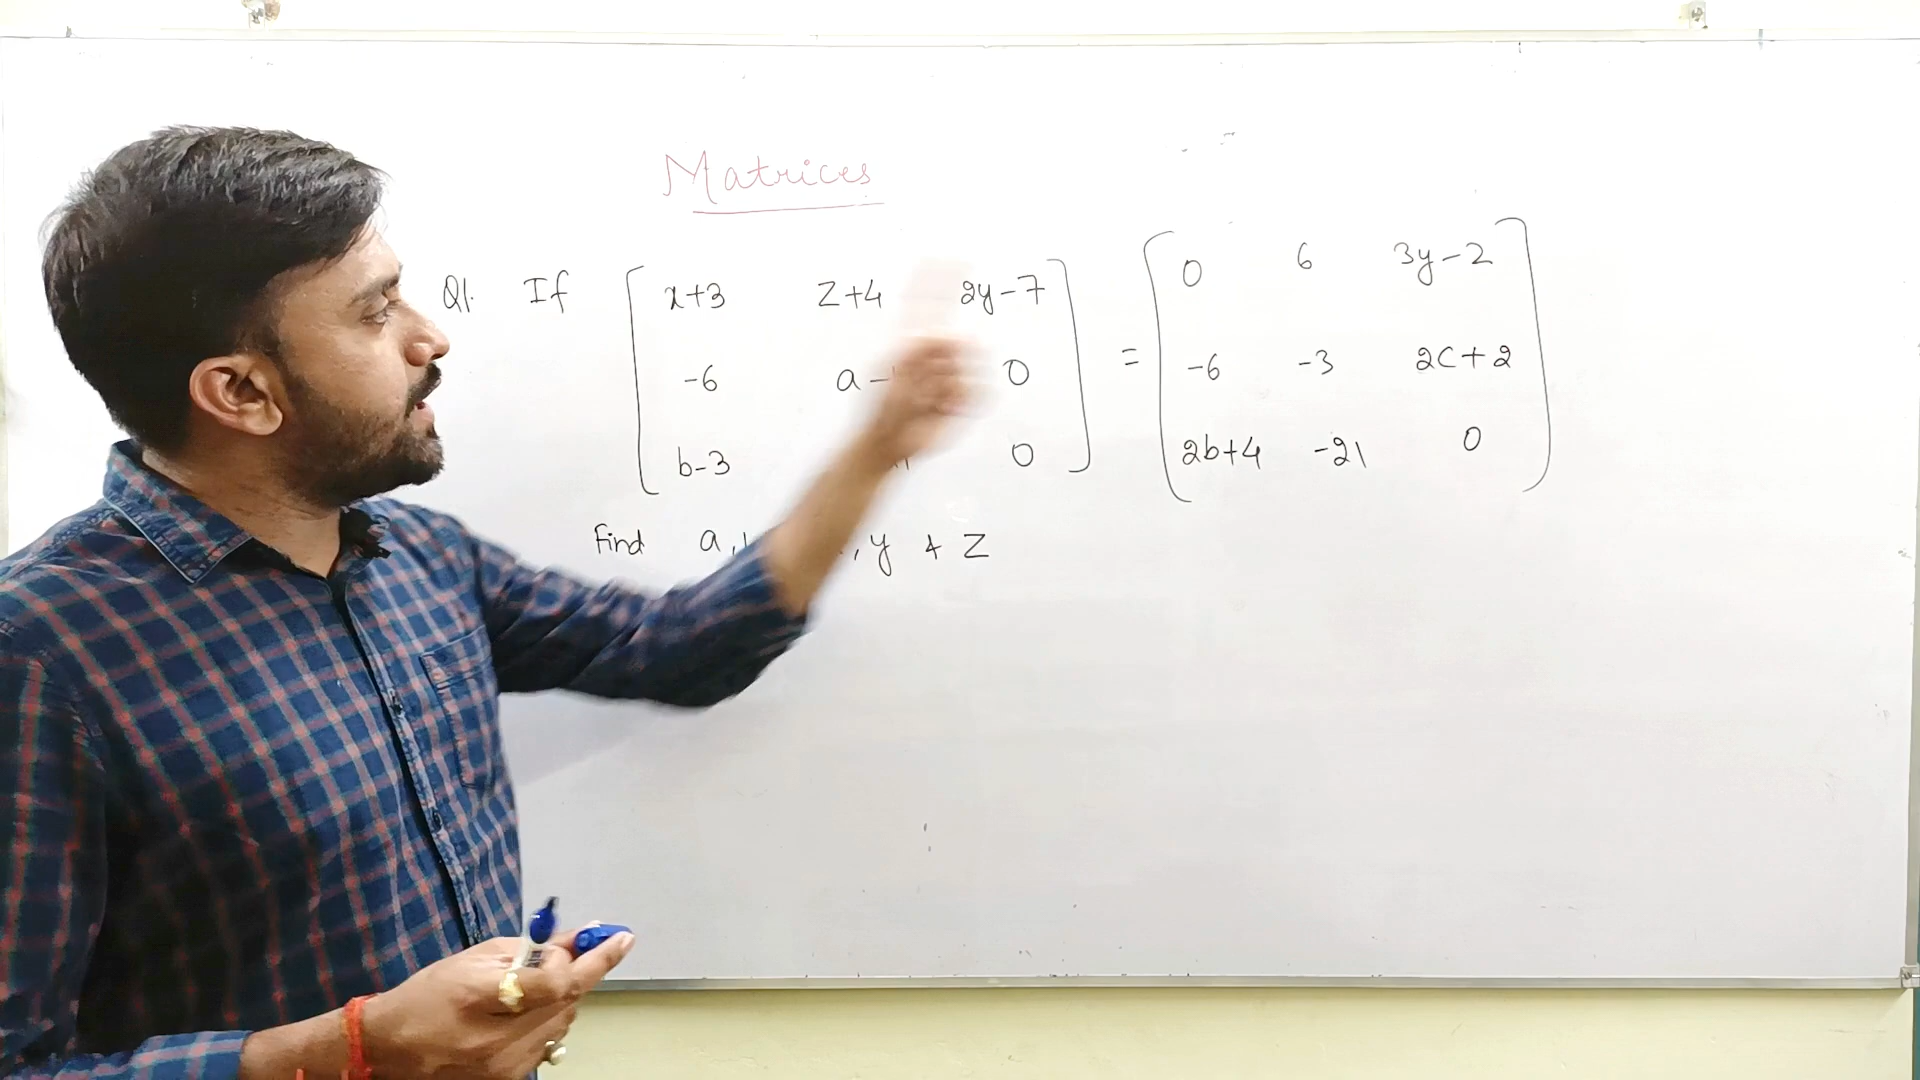 Matrices
Q1. If [ x+3 z+4 2y-7 ] = [ 0 6 3y-2 ]
-6 a- 0 -6 -3 2c+2
b-3 0 2b+4 -21 0
Find a, , y & z